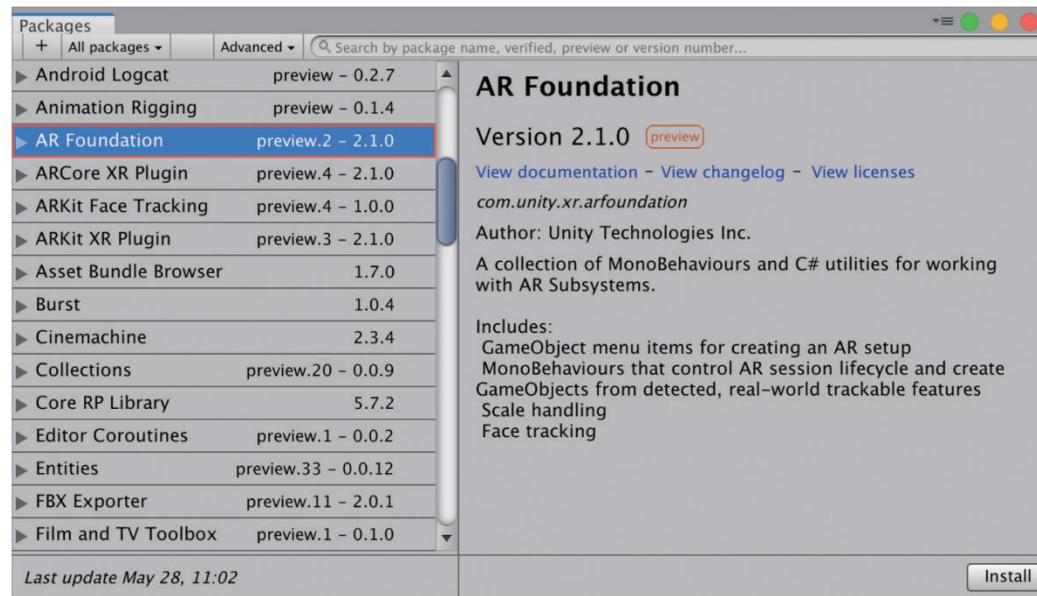 Packages
+ All packages Advanced Search by package name, verified, preview or version number...
Android Logcat preview – 0.2.7
Animation Rigging preview – 0.1.4
AR Foundation preview.2 – 2.1.0
ARCore XR Plugin preview.4 – 2.1.0
ARKit Face Tracking preview.4 – 1.0.0
ARKit XR Plugin preview.3 – 2.1.0
Asset Bundle Browser 1.7.0
Burst 1.0.4
Cinemachine 2.3.4
Collections preview.20 – 0.0.9
Core RP Library 5.7.2
Editor Coroutines preview.1 – 0.0.2
Entities preview.33 – 0.0.12
FBX Exporter preview.11 – 2.0.1
Film and TV Toolbox preview.1 – 0.1.0
Last update May 28, 11:02
AR Foundation
Version 2.1.0 preview
View documentation – View changelog – View licenses
com.unity.xr.arfoundation
Author: Unity Technologies Inc.
A collection of MonoBehaviours and C# utilities for working
with AR Subsystems.
Includes:
GameObject menu items for creating an AR setup
MonoBehaviours that control AR session lifecycle and create
GameObjects from detected, real-world trackable features
Scale handling
Face tracking
Install